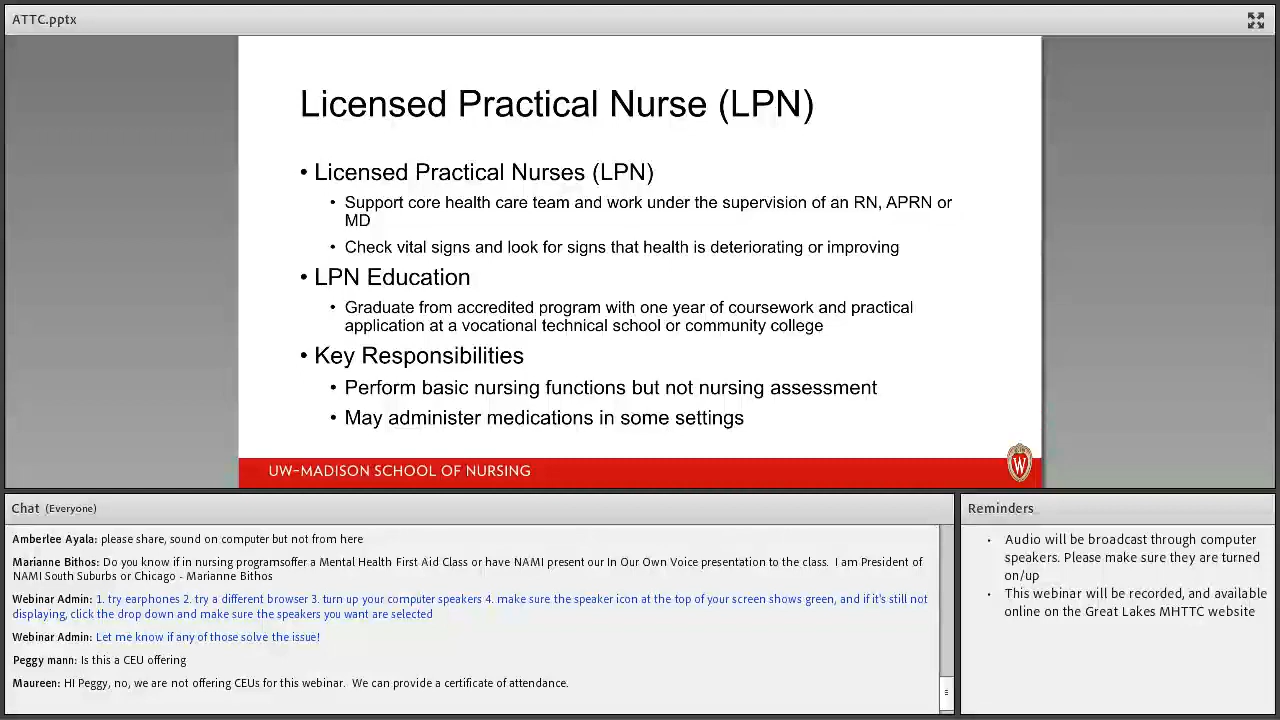 ATTC.pptx
Licensed Practical Nurse (LPN)
• Licensed Practical Nurses (LPN)
• Support core health care team and work under the supervision of an RN, APRN or
MD
• Check vital signs and look for signs that health is deteriorating or improving
• LPN Education
• Graduate from accredited program with one year of coursework and practical
application at a vocational technical school or community college
• Key Responsibilities
• Perform basic nursing functions but not nursing assessment
• May administer medications in some settings
UW-MADISON SCHOOL OF NURSING
W
Chat (Everyone)
Amberlee Ayala: please share, sound on computer but not from here
Marianne Bithos: Do you know if in nursing programsoffer a Mental Health First Aid Class or have NAMI present our In Our Own Voice presentation to the class. I am President of
NAMI South Suburbs or Chicago - Marianne Bithos
Webinar Admin: 1. try earphones 2. try a different browser 3. turn up your computer speakers 4. make sure the speaker icon at the top of your screen shows green, and if it's still not
displaying, click the drop down and make sure the speakers you want are selected
Webinar Admin: Let me know if any of those solve the issue!
Peggy mann: Is this a CEU offering
Maureen: HI Peggy, no, we are not offering CEUs for this webinar. We can provide a certificate of attendance.
Reminders
• Audio will be broadcast through computer
speakers. Please make sure they are turned
on/up
• This webinar will be recorded, and available
online on the Great Lakes MHTTC website